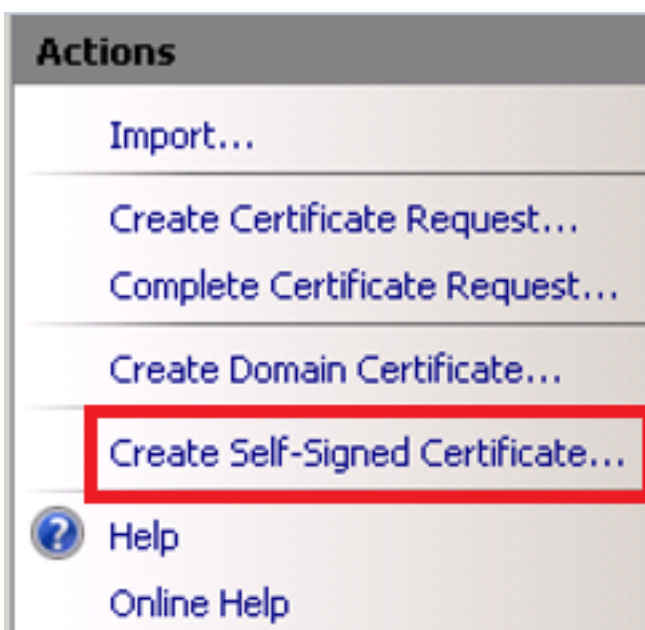 Actions
Import...
Create Certificate Request...
Complete Certificate Request...
Create Domain Certificate...
Create Self-Signed Certificate...
Help
Online Help